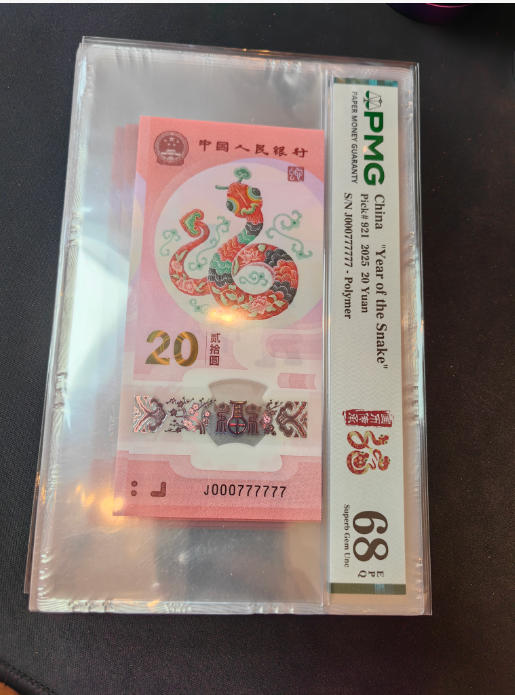 中国人民银行
20
贰拾圆
J000777777
PMG
PAPER MONEY GUARANTY
China "Year of the Snake"
Pick# 921 2025 20 Yuan
S/N J000777777 - Polymer
68 EPQ
Superb Gem Unc